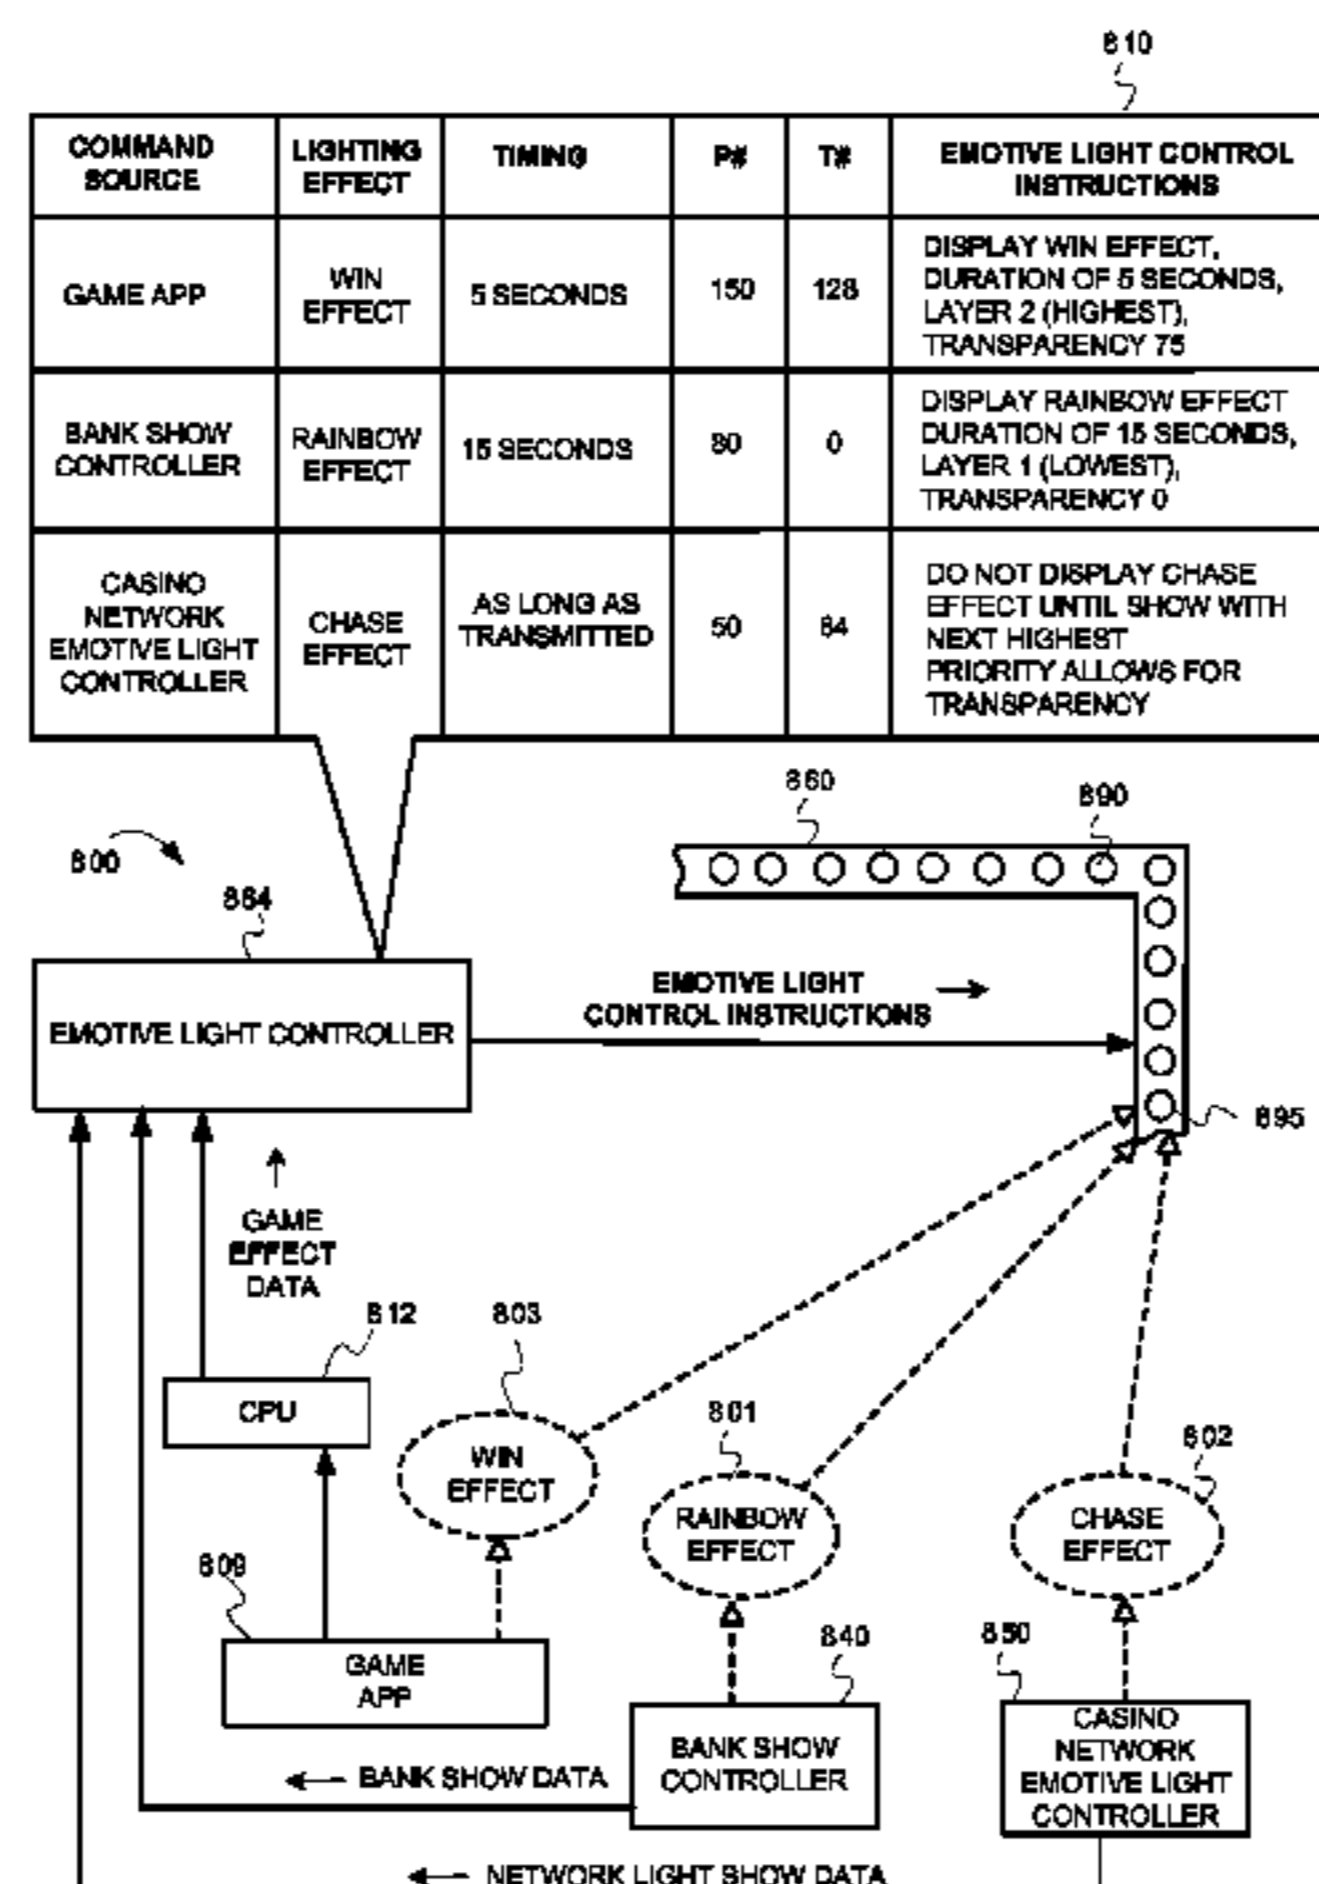 810
COMMAND SOURCE
LIGHTING EFFECT
TIMING
P#
T#
EMOTIVE LIGHT CONTROL INSTRUCTIONS
GAME APP
WIN EFFECT
5 SECONDS
150
128
DISPLAY WIN EFFECT,
DURATION OF 5 SECONDS,
LAYER 2 (HIGHEST),
TRANSPARENCY 75
BANK SHOW CONTROLLER
RAINBOW EFFECT
15 SECONDS
80
0
DISPLAY RAINBOW EFFECT
DURATION OF 15 SECONDS,
LAYER 1 (LOWEST),
TRANSPARENCY 0
CASINO
NETWORK
EMOTIVE LIGHT
CONTROLLER
CHASE EFFECT
AS LONG AS TRANSMITTED
50
64
DO NOT DISPLAY CHASE
EFFECT UNTIL SHOW WITH
NEXT HIGHEST
PRIORITY ALLOWS FOR
TRANSPARENCY
860
890
800
864
EMOTIVE LIGHT
CONTROL INSTRUCTIONS
EMOTIVE LIGHT CONTROLLER
895
GAME
EFFECT
DATA
812
803
CPU
801
802
WIN
EFFECT
RAINBOW
EFFECT
CHASE
EFFECT
809
840
850
GAME
APP
BANK SHOW
CONTROLLER
CASINO
NETWORK
EMOTIVE LIGHT
CONTROLLER
BANK SHOW DATA
NETWORK LIGHT SHOW DATA